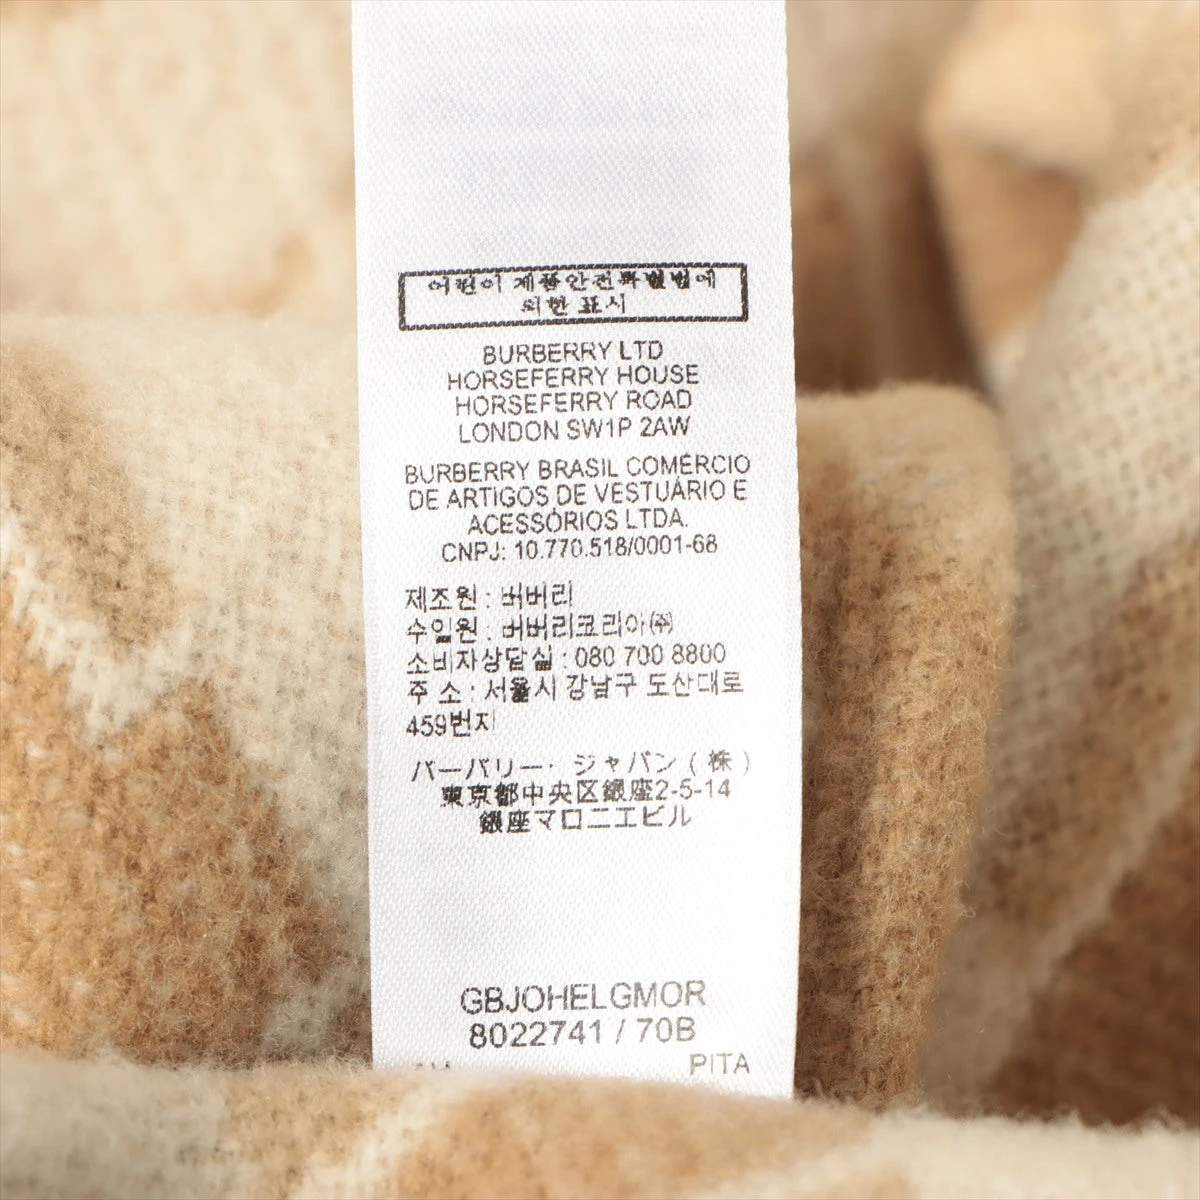 어린이 제품안전특별법에
의한 표시
BURBERRY LTD
HORSEFERRY HOUSE
HORSEFERRY ROAD
LONDON SW1P 2AW
BURBERRY BRASIL COMÉRCIO
DE ARTIGOS DE VESTUÁRIO E
ACESSÓRIOS LTDA.
CNPJ: 10.770.518/0001-68
제조원 : 버버리
수입원 : 버버리코리아㈜
소비자상담실 : 080 700 8800
주 소 : 서울시 강남구 도산대로
459번지
バーバリー・ジャパン(株)
東京都中央区銀座2-5-14
銀座マロニエビル
GBJOHELGMOR
8022741 / 70B
PITA